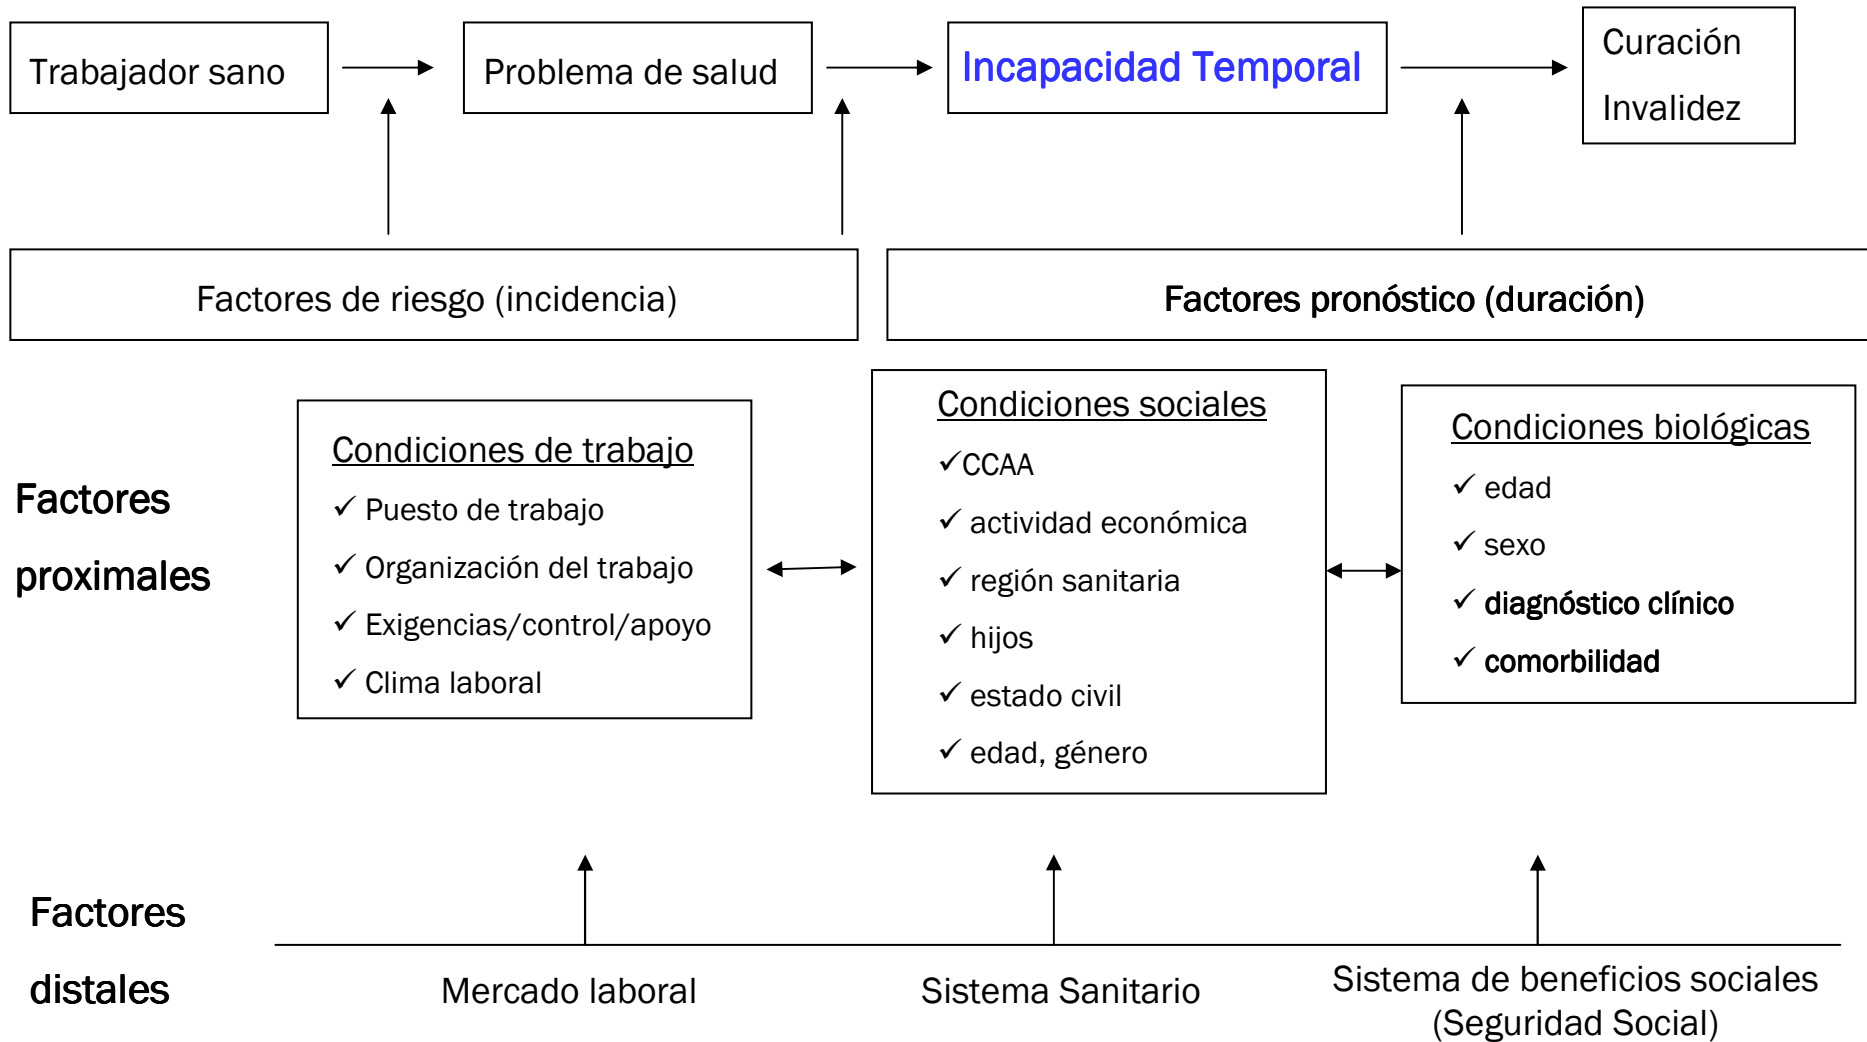 Trabajador sano
Problema de salud
Incapacidad Temporal
Curación
Invalidez
Factores de riesgo (incidencia)
Factores pronóstico (duración)
Factores
proximales
Condiciones de trabajo
✓ Puesto de trabajo
✓ Organización del trabajo
✓ Exigencias/control/apoyo
✓ Clima laboral
Condiciones sociales
✓CCAA
✓ actividad económica
✓ región sanitaria
✓ hijos
✓ estado civil
✓ edad, género
Condiciones biológicas
✓ edad
✓ sexo
✓ diagnóstico clínico
✓ comorbilidad
Factores
distales
Mercado laboral
Sistema Sanitario
Sistema de beneficios sociales
(Seguridad Social)